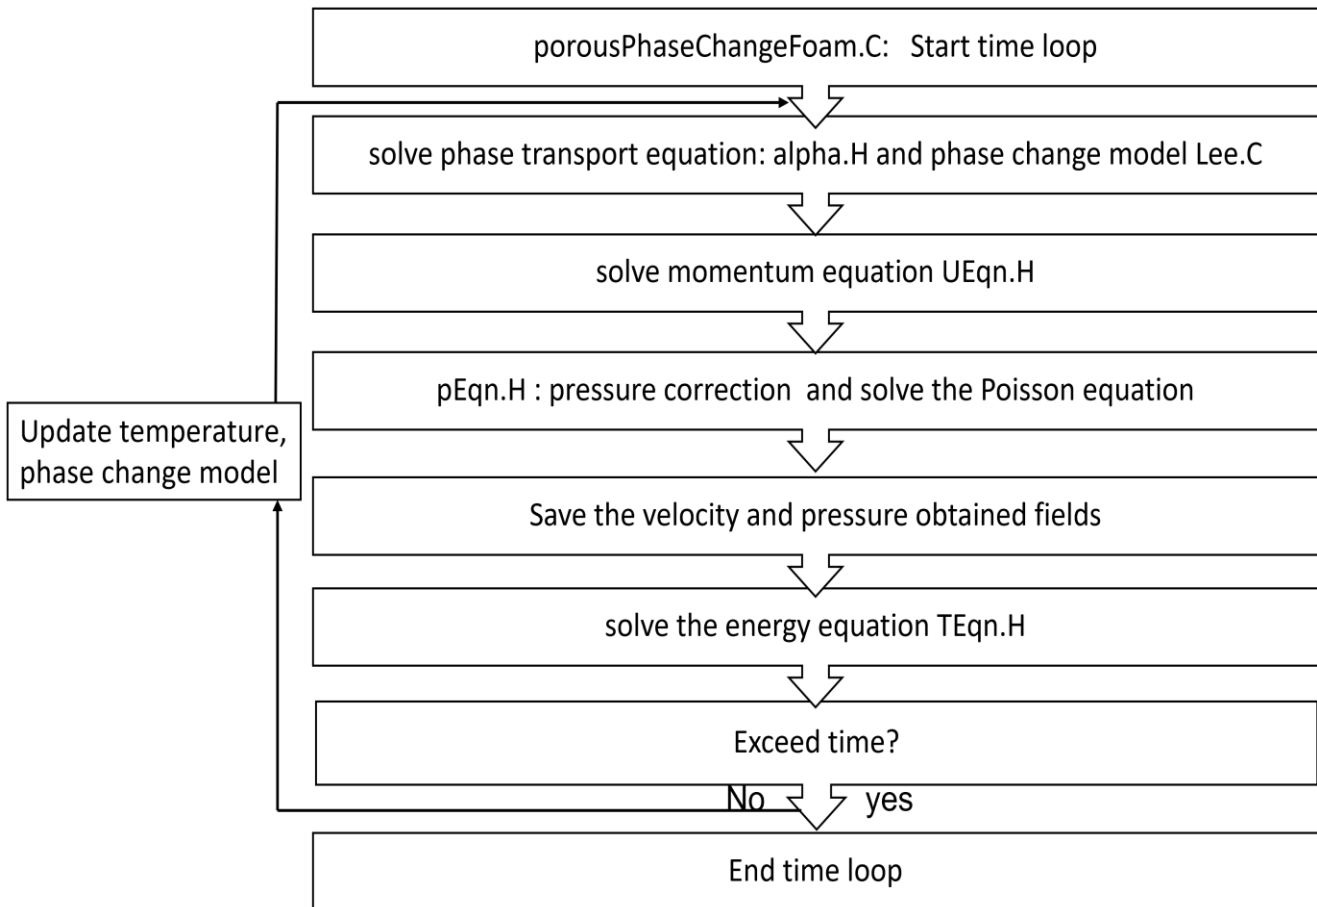 porousPhaseChangeFoam.C: Start time loop
solve phase transport equation: alpha.H and phase change model Lee.C
solve momentum equation UEqn.H
pEqn.H : pressure correction and solve the Poisson equation
Update temperature,
phase change model
Save the velocity and pressure obtained fields
solve the energy equation TEqn.H
Exceed time?
No yes
End time loop